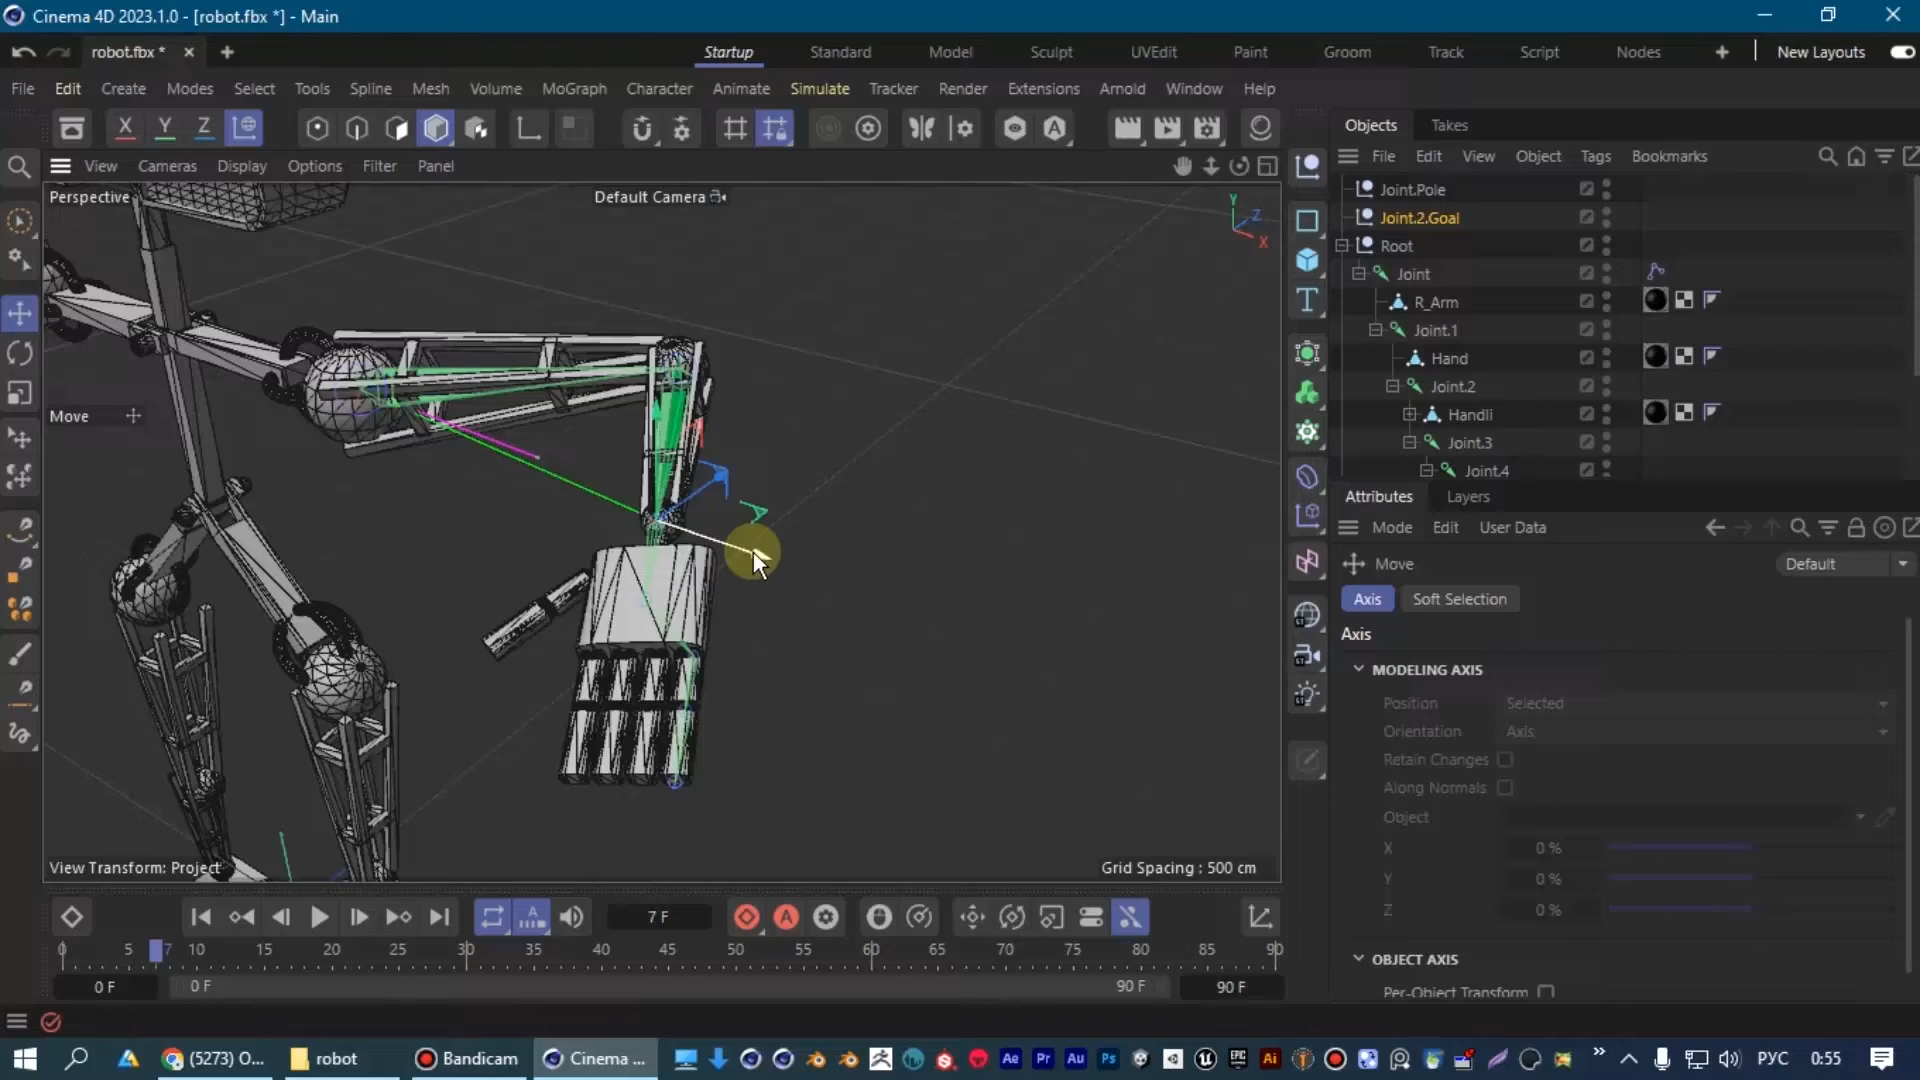 Cinema 4D 2023.1.0 - [robot.fbx *] - Main
robot.fbx *
Startup Standard Model Sculpt UVEdit Paint Groom Track Script Nodes New Layouts
File Edit Create Modes Select Tools Spline Mesh Volume MoGraph Character Animate Simulate Tracker Render Extensions Arnold Window Help
X Y Z
Objects Takes
View Cameras Display Options Filter Panel
File Edit View Object Tags Bookmarks
Perspective Default Camera
Y Z X
Joint.Pole
Joint.2.Goal
Root
Joint
R_Arm
Joint.1
Hand
Joint.2
Move
Handli
Joint.3
Joint.4
Attributes Layers
Mode Edit User Data
Move Default
Axis Soft Selection
Axis
MODELING AXIS
Position Selected
Orientation Axis
Retain Changes
Along Normals
Object
X 0 %
Y 0 %
Z 0 %
OBJECT AXIS
Per-Object Transform
View Transform: Project Grid Spacing : 500 cm
7 F
0 5 7 10 15 20 25 30 35 40 45 50 55 60 65 70 75 80 85 90
0 F 0 F 90 F 90 F
(5273) O... robot Bandicam Cinema ... Ae Pr Au Ps EPIC Ai РУС 0:55